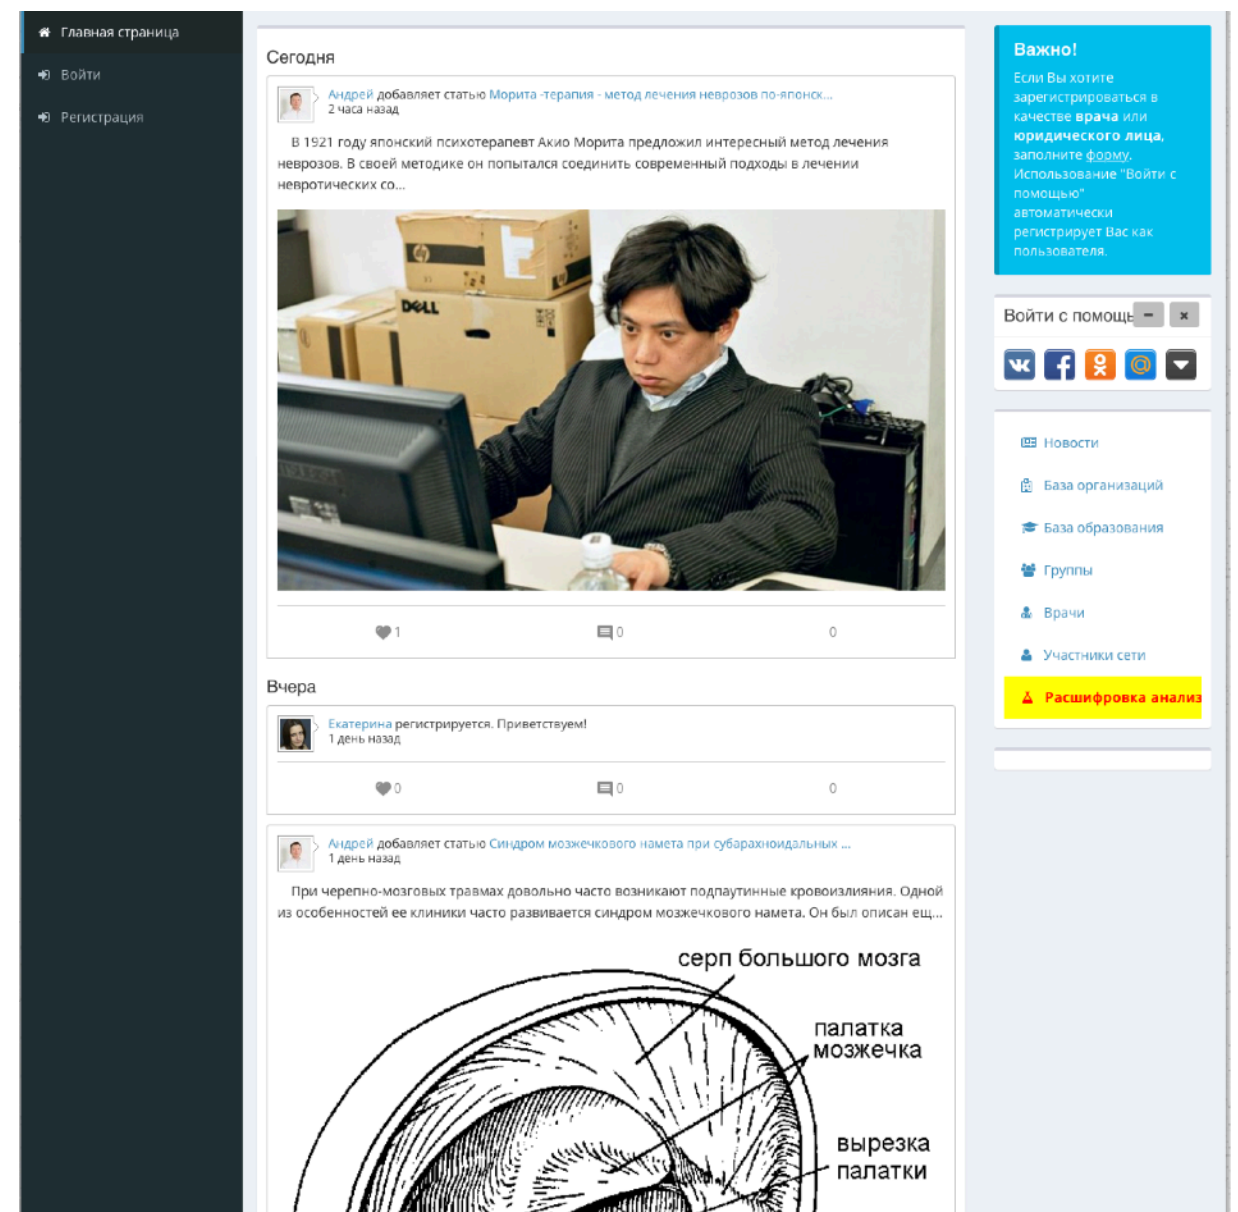 Главная страница
Войти
Регистрация
Сегодня
Андрей добавляет статью Морита -терапия - метод лечения неврозов по-японск...
2 часа назад
В 1921 году японский психотерапевт Акио Морита предложил интересный метод лечения
неврозов. В своей методике он попытался соединить современный подходы в лечении
невротических со...
hp
DELL
1
0
0
Вчера
Екатерина регистрируется. Приветствуем!
1 день назад
0
0
0
Андрей добавляет статью Синдром мозжечкового намета при субарахноидальных ...
1 день назад
При черепно-мозговых травмах довольно часто возникают подпаутинные кровоизлияния. Одной
из особенностей ее клиники часто развивается синдром мозжечкового намета. Он был описан ещ...
серп большого мозга
палатка
мозжечка
вырезка
палатки
Важно!
Если Вы хотите
зарегистрироваться в
качестве врача или
юридического лица,
заполните форму.
Использование "Войти с
помощью"
автоматически
регистрирует Вас как
пользователя.
Войти с помощь
Новости
База организаций
База образования
Группы
Врачи
Участники сети
Расшифровка анализ